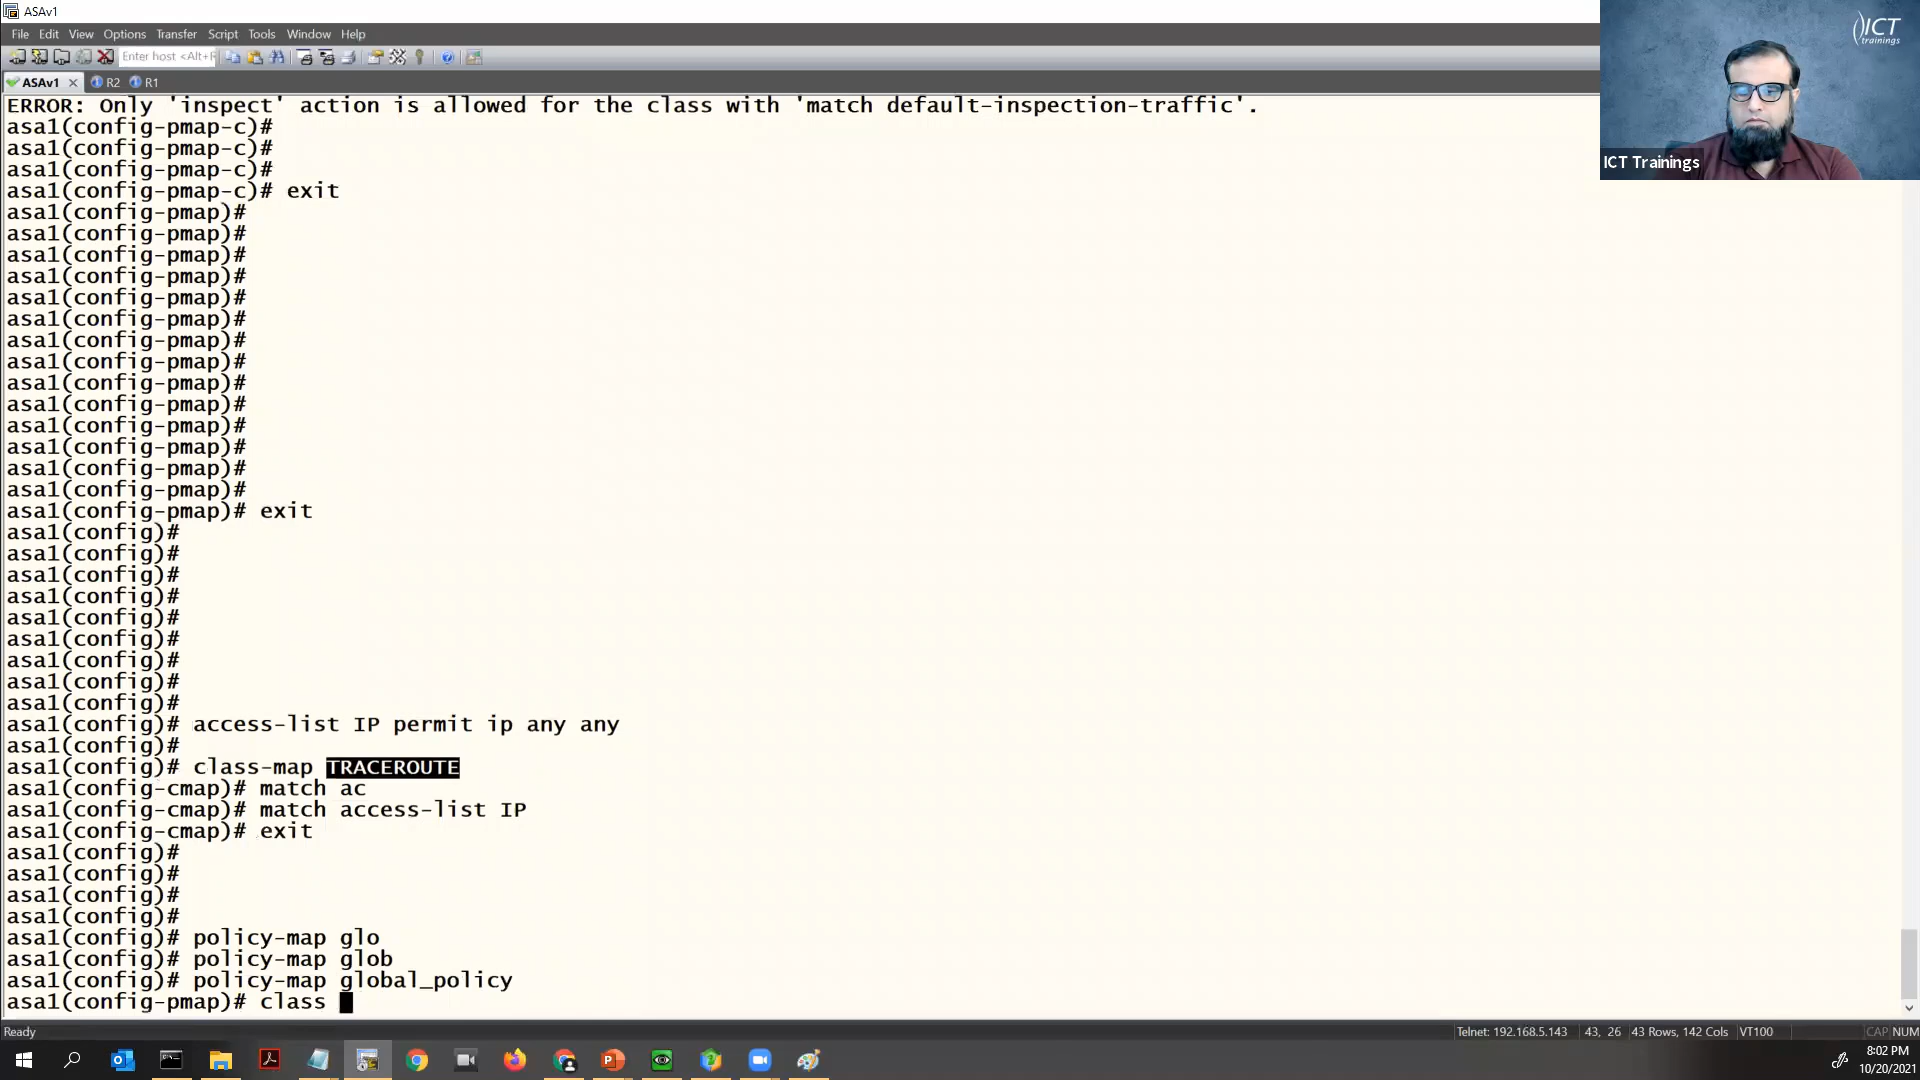 ASAv1
File Edit View Options Transfer Script Tools Window Help
Enter host <Alt+R
ASAv1 R2 R1
ERROR: Only 'inspect' action is allowed for the class with 'match default-inspection-traffic'.
asa1(config-pmap-c)#
asa1(config-pmap-c)#
asa1(config-pmap-c)#
asa1(config-pmap-c)# exit
asa1(config-pmap)#
asa1(config-pmap)#
asa1(config-pmap)#
asa1(config-pmap)#
asa1(config-pmap)#
asa1(config-pmap)#
asa1(config-pmap)#
asa1(config-pmap)#
asa1(config-pmap)#
asa1(config-pmap)#
asa1(config-pmap)#
asa1(config-pmap)#
asa1(config-pmap)#
asa1(config-pmap)#
asa1(config-pmap)# exit
asa1(config)#
asa1(config)#
asa1(config)#
asa1(config)#
asa1(config)#
asa1(config)#
asa1(config)#
asa1(config)#
asa1(config)#
asa1(config)# access-list IP permit ip any any
asa1(config)#
asa1(config)# class-map TRACEROUTE
asa1(config-cmap)# match ac
asa1(config-cmap)# match access-list IP
asa1(config-cmap)# exit
asa1(config)#
asa1(config)#
asa1(config)#
asa1(config)#
asa1(config)# policy-map glo
asa1(config)# policy-map glob
asa1(config)# policy-map global_policy
asa1(config-pmap)# class
ICT
trainings
ICT Trainings
Ready Telnet: 192.168.5.143 43, 26 43 Rows, 142 Cols VT100 CAP NUM
8:02 PM
10/20/2021